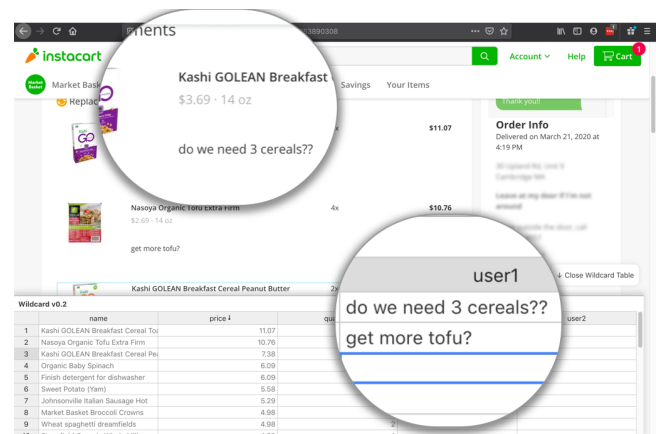 ments
93890308
instacart
Account
Help
Cart
1
Market Bask
Savings
Your Items
Kashi GOLEAN Breakfast
$3.69 · 14 oz
do we need 3 cereals??
Replac
$11.07
Thank you!!
Order Info
Delivered on March 21, 2020 at
4:19 PM
Nasoya Organic Tofu Extra Firm
4x
$10.76
$2.69 · 14 oz
get more tofu?
Kashi GOLEAN Breakfast Cereal Peanut Butter
2x
↓ Close Wildcard Table
user1
do we need 3 cereals??
get more tofu?
Wildcard v0.2
name price↓ qua user2
1 Kashi GOLEAN Breakfast Cereal Toa 11.07
2 Nasoya Organic Tofu Extra Firm 10.76
3 Kashi GOLEAN Breakfast Cereal Pea 7.38
4 Organic Baby Spinach 6.09
5 Finish detergent for dishwasher 6.09
6 Sweet Potato (Yam) 5.58
7 Johnsonville Italian Sausage Hot 5.29
8 Market Basket Broccoli Crowns 4.98
9 Wheat spaghetti dreamfields 4.98 2